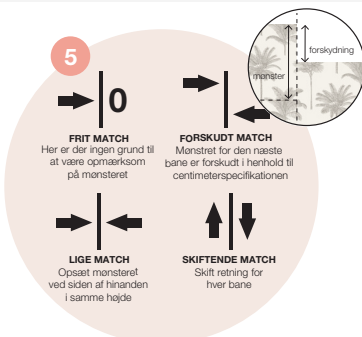 5
forskydning
mønster
0
FRIT MATCH
Her er der ingen grund til
at være opmærksom
på mønsteret
FORSKUDT MATCH
Mønstret for den næste
bane er forskudt i henhold til
centimeterspecifikationen
LIGE MATCH
Opsæt mønsteret
ved siden af hinanden
i samme højde
SKIFTENDE MATCH
Skift retning for
hver bane